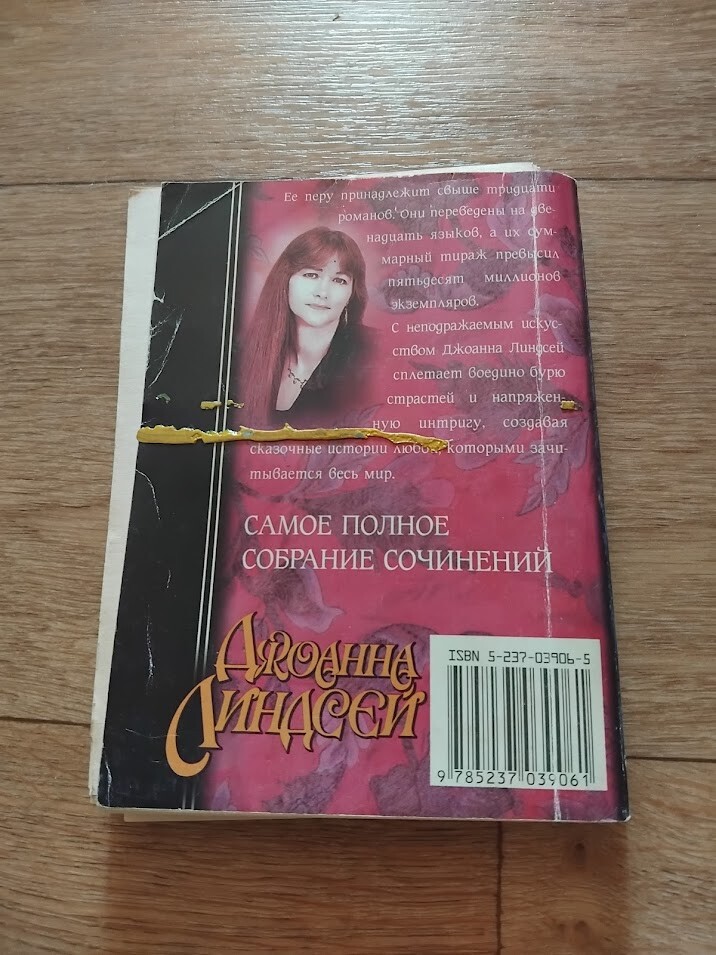 Ее перу принадлежит свыше тридцати
романов. Они переведены на две-
надцать языков, а их сум-
марный тираж превысил
пятьдесят миллионов
экземпляров.
С неподражаемым искус-
ством Джоанна Линдсей
сплетает воедино бурю
страстей и напряжен-
ную интригу, создавая
сказочные истории любви, которыми зачи-
тывается весь мир.
САМОЕ ПОЛНОЕ
СОБРАНИЕ СОЧИНЕНИЙ
Джоанна
Линдсей
ISBN 5-237-03906-5
9 785237 039061